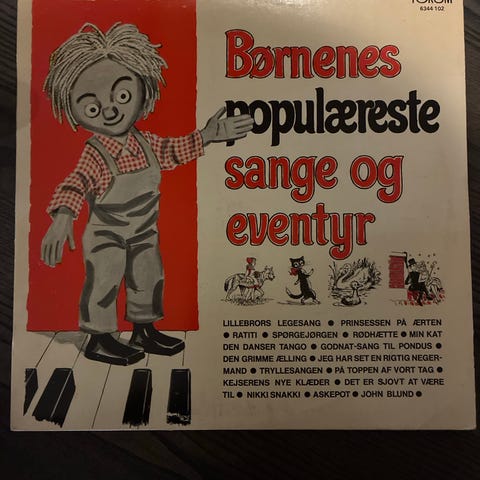 FORUM
6344 102
Børnenes
populæreste
sange og
eventyr
LILLEBRORS LEGESANG ● PRINSESSEN PÅ ÆRTEN
● RATITI ● SPØRGEJØRGEN ● RØDHÆTTE ● MIN KAT
DEN DANSER TANGO ● GODNAT-SANG TIL PONDUS ●
DEN GRIMME ÆLLING ● JEG HAR SET EN RIGTIG NEGER-
MAND ● TRYLLESANGEN ● PÅ TOPPEN AF VORT TAG ●
KEJSERENS NYE KLÆDER ● DET ER SJOVT AT VÆRE
TIL ● NIKKI SNAKKI ● ASKEPOT ● JOHN BLUND ●